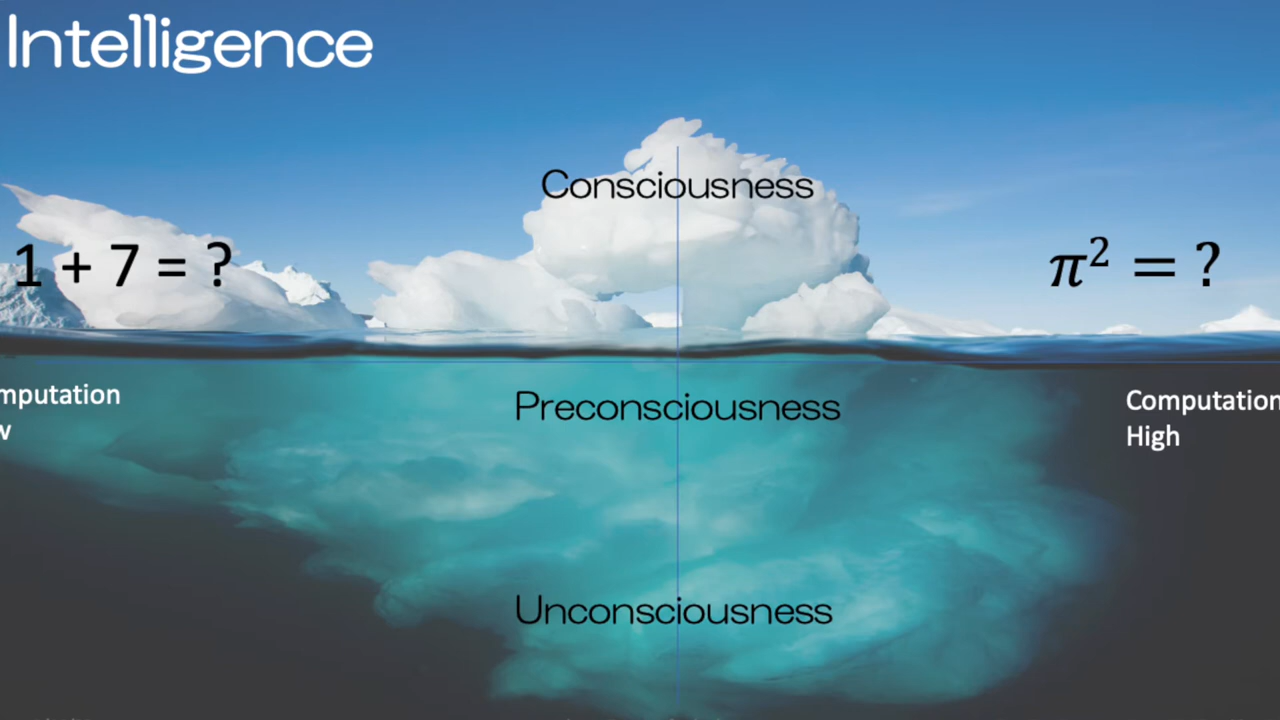 Intelligence
Consciousness
1 + 7 = ?
π² = ?
mputation
w
Preconsciousness
Computation
High
Unconsciousness